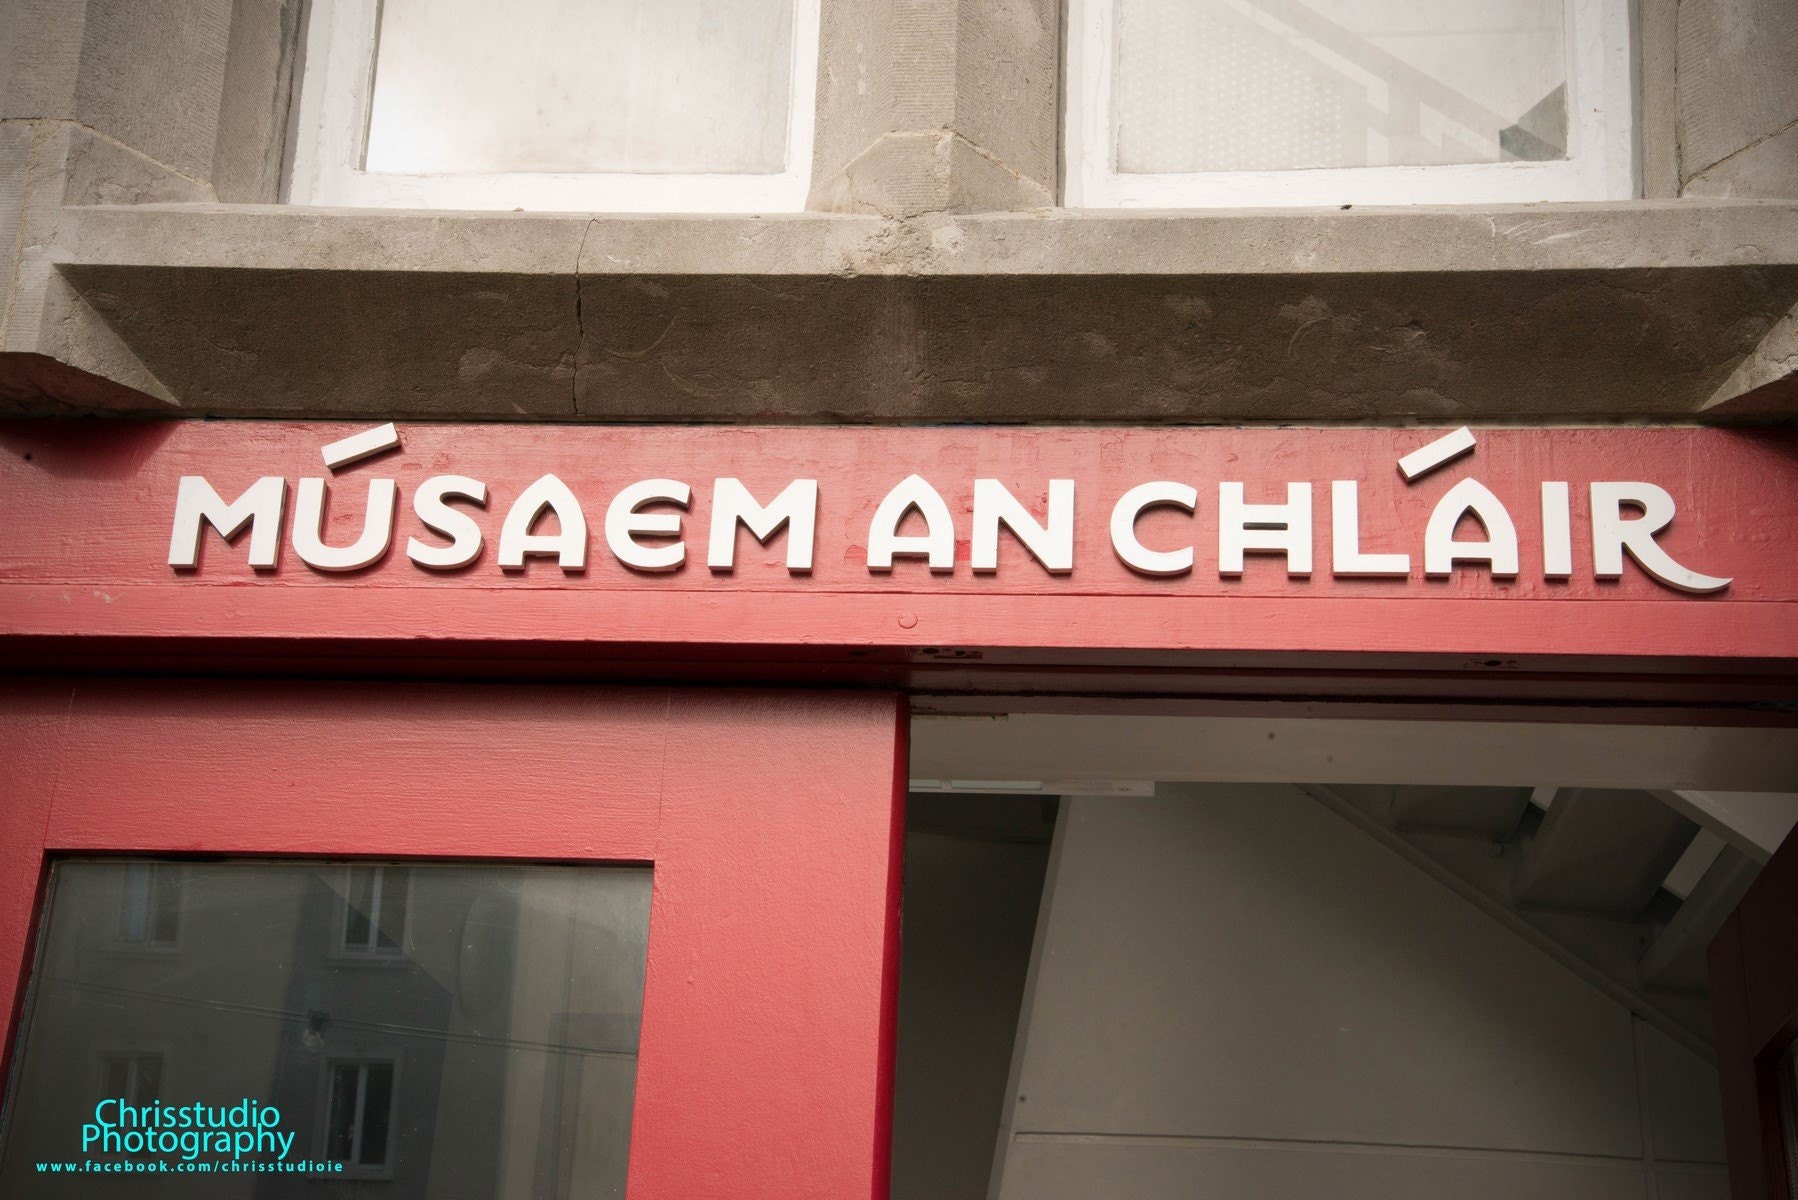 MÚSAEM AN CHLÁIR
Chrisstudio
Photography
www.facebook.com/chrisstudioie